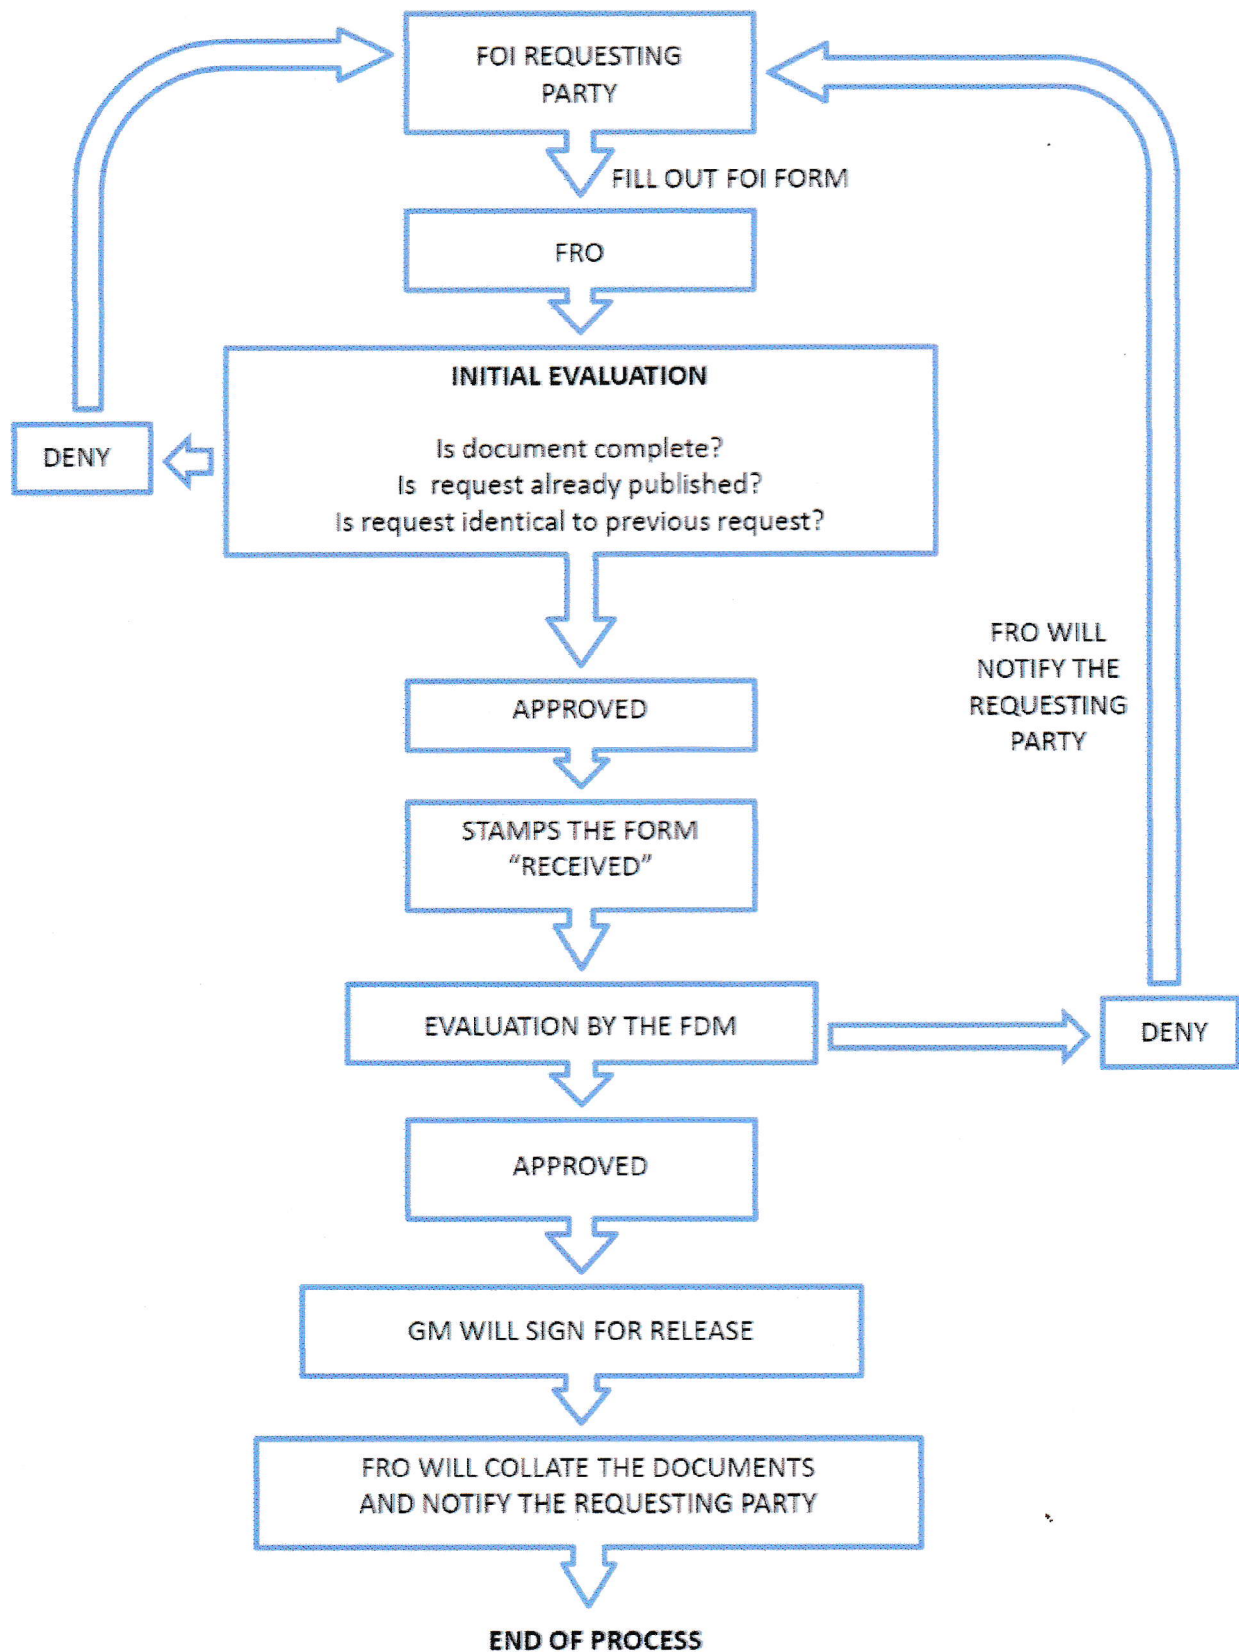 FOI REQUESTING
PARTY
FILL OUT FOI FORM
FRO
INITIAL EVALUATION
Is document complete?
Is request already published?
Is request identical to previous request?
DENY
APPROVED
FRO WILL
NOTIFY THE
REQUESTING
PARTY
STAMPS THE FORM
“RECEIVED”
EVALUATION BY THE FDM
DENY
APPROVED
GM WILL SIGN FOR RELEASE
FRO WILL COLLATE THE DOCUMENTS
AND NOTIFY THE REQUESTING PARTY
END OF PROCESS